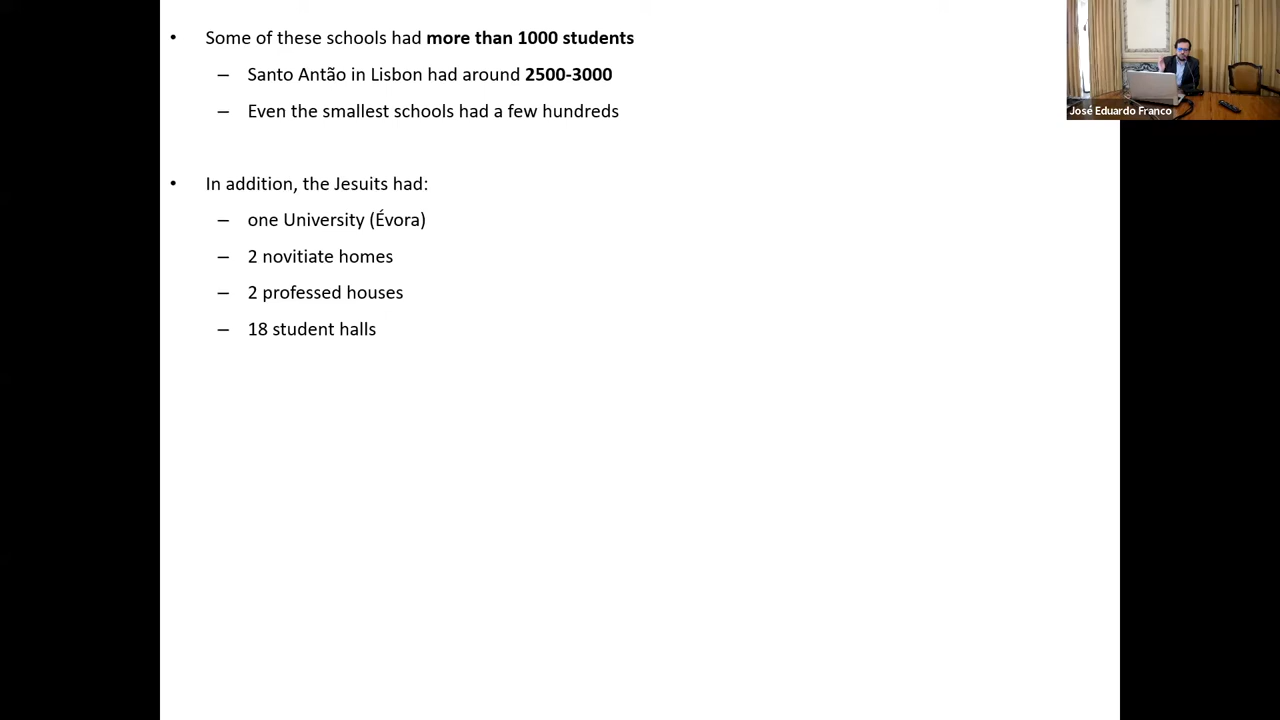 • Some of these schools had more than 1000 students
– Santo Antão in Lisbon had around 2500-3000
– Even the smallest schools had a few hundreds
• In addition, the Jesuits had:
– one University (Évora)
– 2 novitiate homes
– 2 professed houses
– 18 student halls
José Eduardo Franco